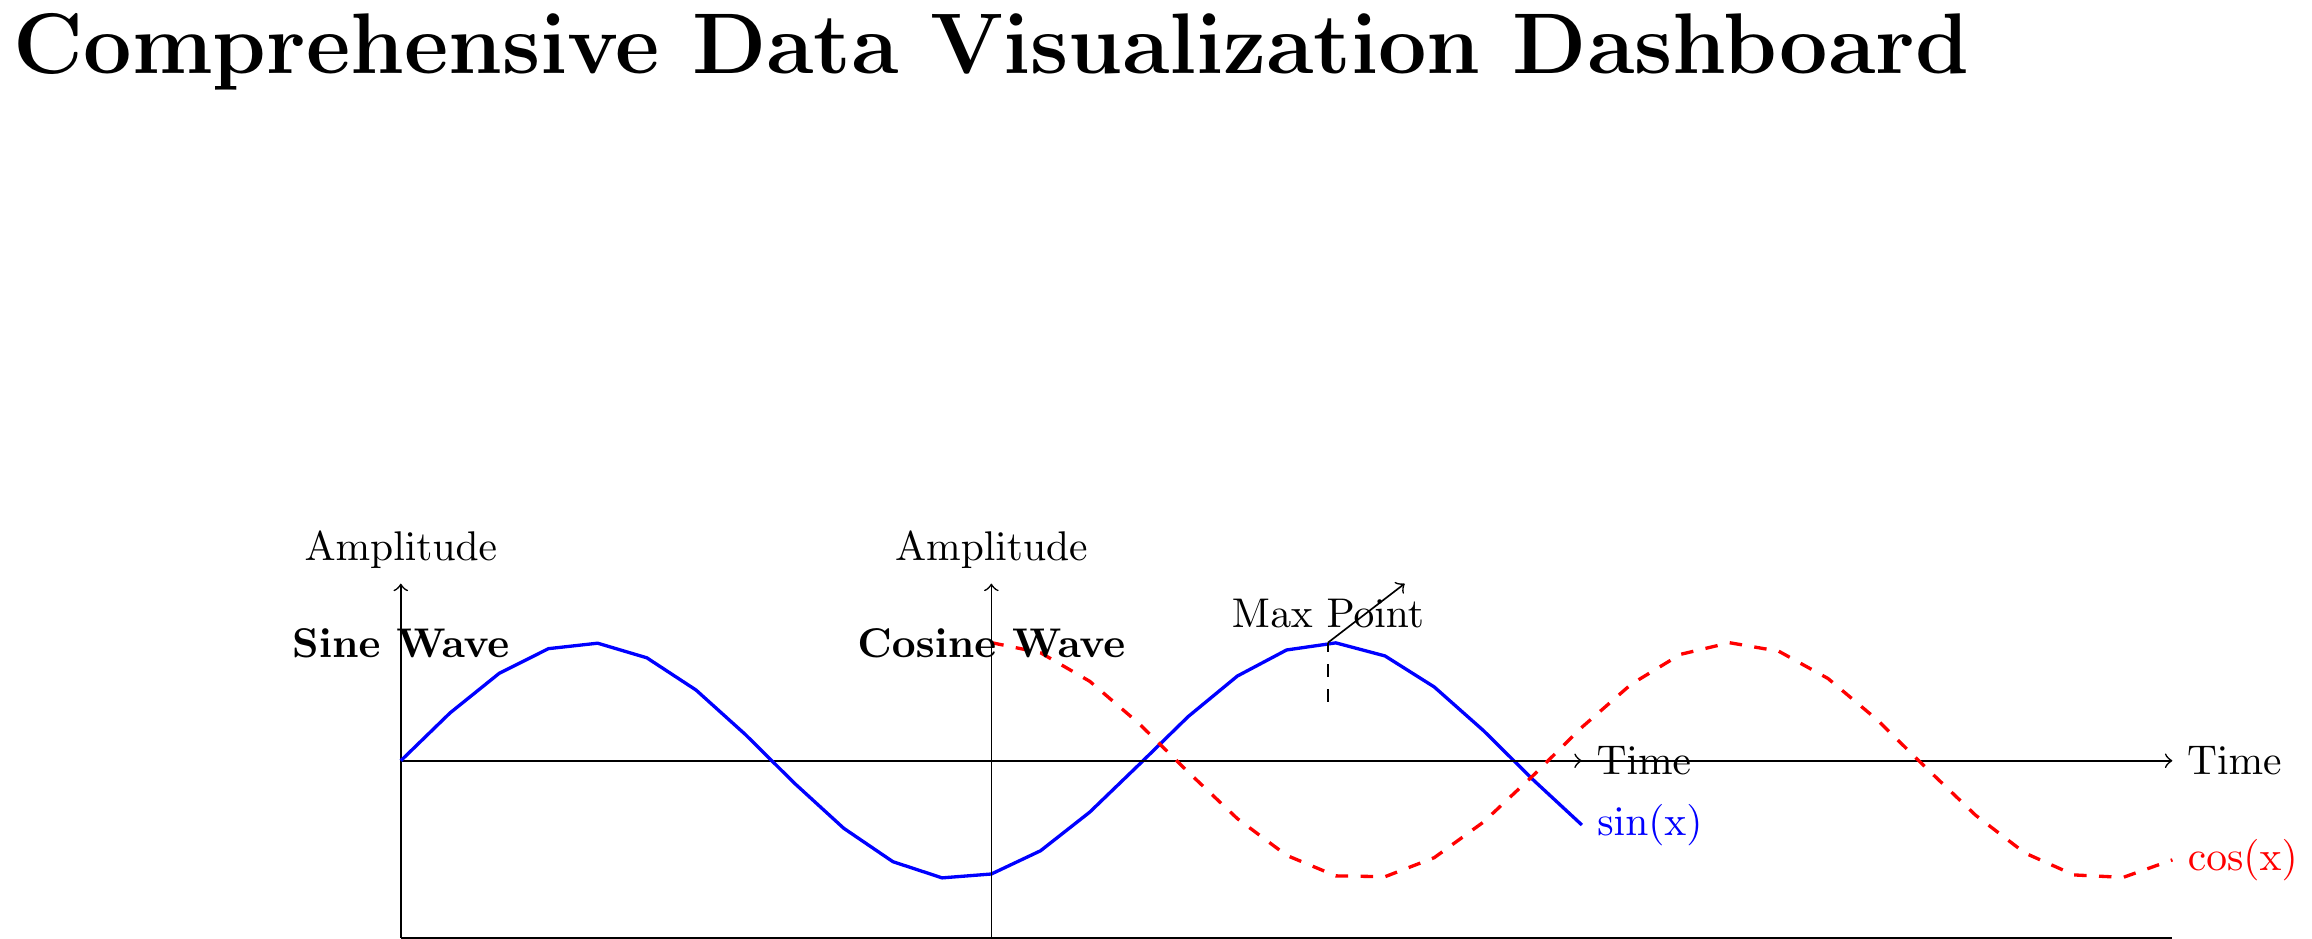 Comprehensive Data Visualization Dashboard
Amplitude
Amplitude
Max Point
Sine Wave
Cosine Wave
Time
Time
sin(x)
cos(x)